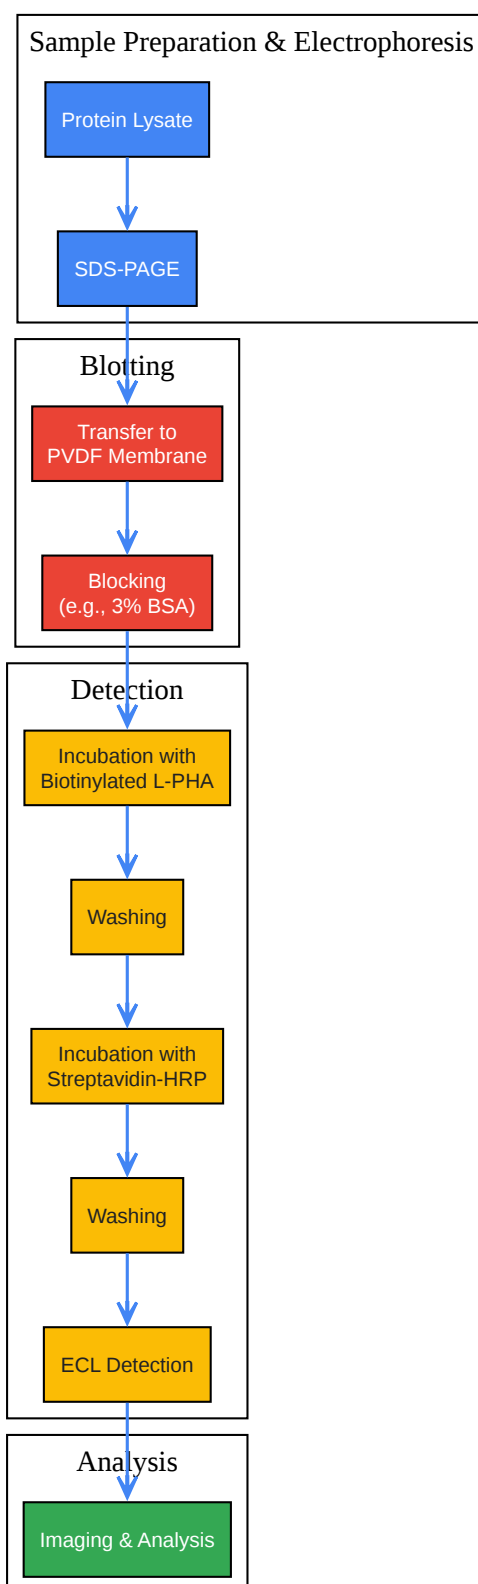 Sample Preparation & Electrophoresis
Protein Lysate
SDS-PAGE
Blotting
Transfer to
PVDF Membrane
Blocking
(e.g., 3% BSA)
Detection
Incubation with
Biotinylated L-PHA
Washing
Incubation with
Streptavidin-HRP
Washing
ECL Detection
Analysis
Imaging & Analysis